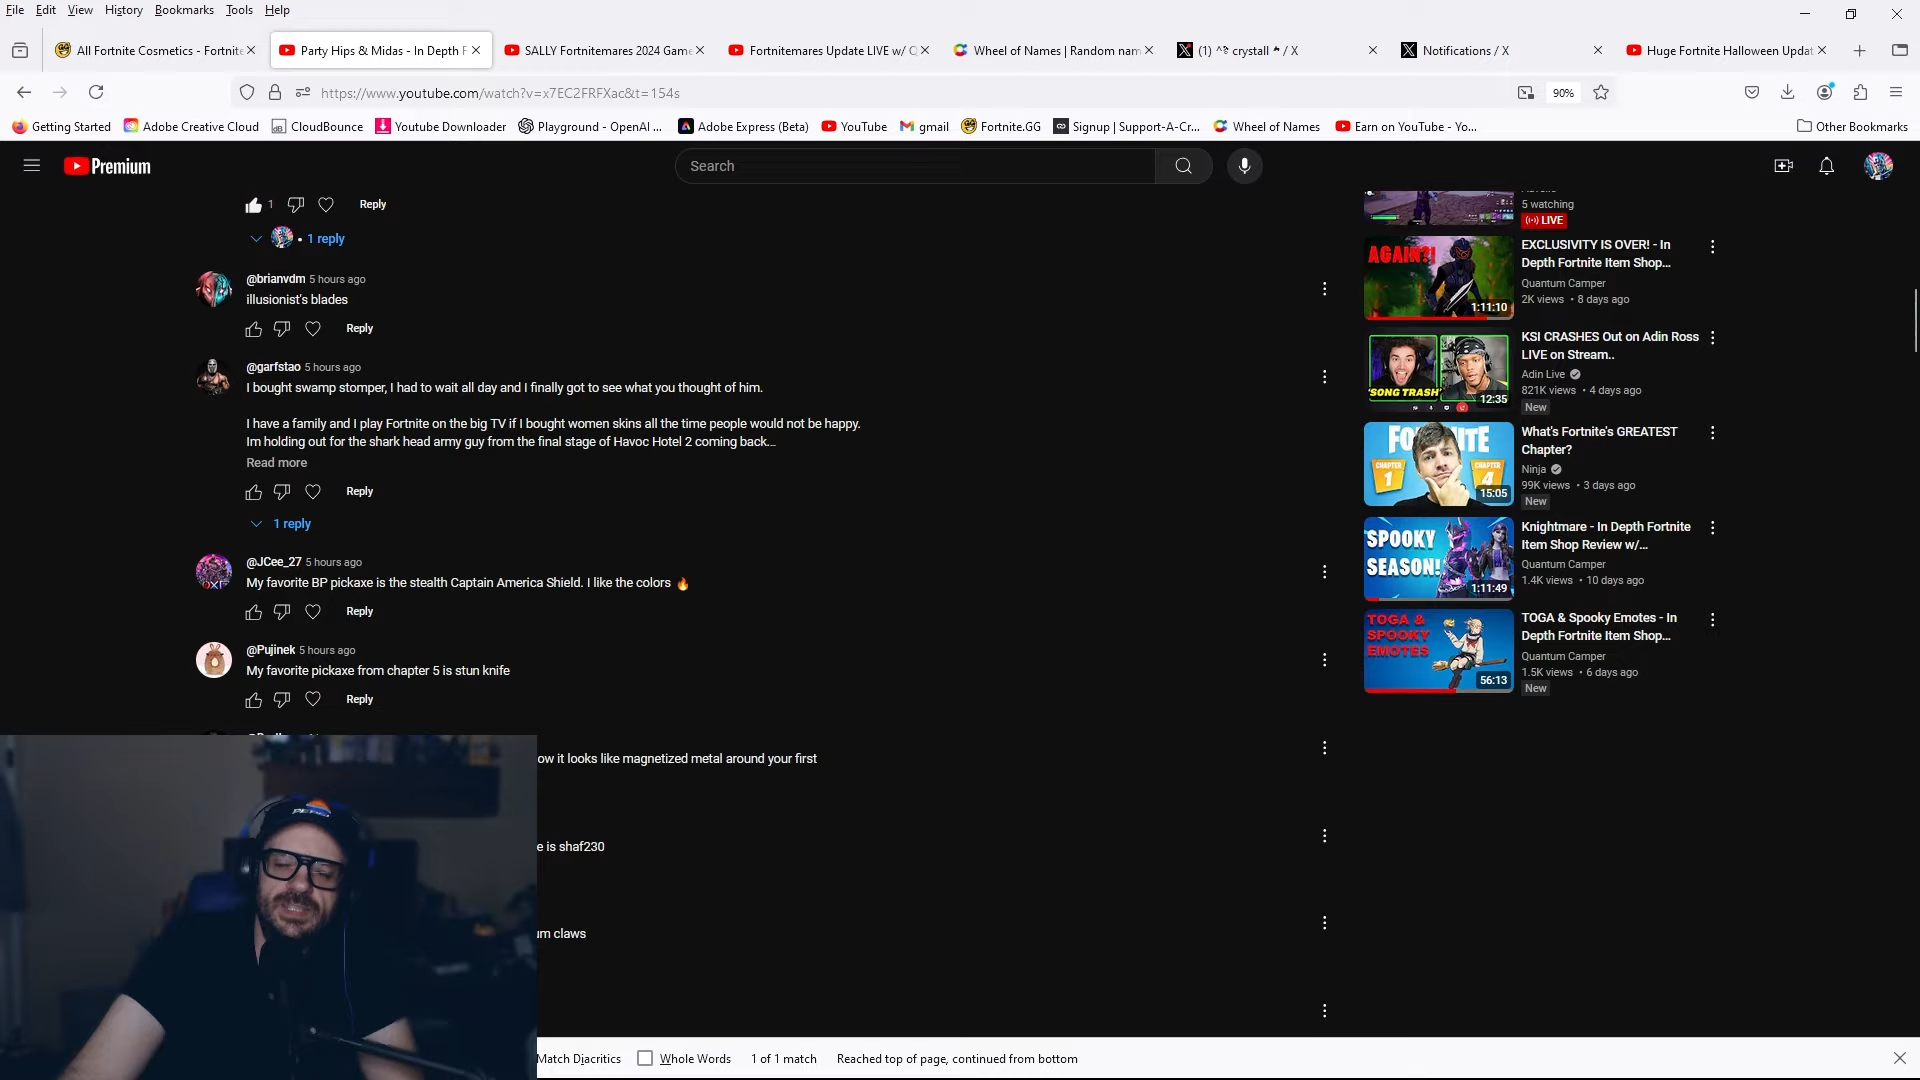 File Edit View History Bookmarks Tools Help
All Fortnite Cosmetics - Fortnite
Party Hips & Midas - In Depth F
SALLY Fortnitemares 2024 Game
Fortnitemares Update LIVE w/
Wheel of Names | Random nam
(1) ^? crystall / X
Notifications / X
Huge Fortnite Halloween Updat
https://www.youtube.com/watch?v=x7EC2FRFXac&t=154s
90%
Getting Started
Adobe Creative Cloud
CloudBounce
Youtube Downloader
Playground - OpenAI ...
Adobe Express (Beta)
YouTube
gmail
Fortnite.GG
Signup | Support-A-Cr...
Wheel of Names
Earn on YouTube - Yo...
Other Bookmarks
Premium
Search
1 Reply
• 1 reply
@brianvdm 5 hours ago
illusionist's blades
Reply
@garfstao 5 hours ago
I bought swamp stomper, I had to wait all day and I finally got to see what you thought of him.
I have a family and I play Fortnite on the big TV if I bought women skins all the time people would not be happy.
Im holding out for the shark head army guy from the final stage of Havoc Hotel 2 coming back...
Read more
Reply
1 reply
@JCee_27 5 hours ago
My favorite BP pickaxe is the stealth Captain America Shield. I like the colors 🔥
Reply
@Pujinek 5 hours ago
My favorite pickaxe from chapter 5 is stun knife
Reply
ow it looks like magnetized metal around your first
e is shaf230
um claws
5 watching
LIVE
AGAIN?!
1:11:10
EXCLUSIVITY IS OVER! - In
Depth Fortnite Item Shop...
Quantum Camper
2K views • 8 days ago
"SONG TRASH"
12:35
KSI CRASHES Out on Adin Ross
LIVE on Stream..
Adin Live
821K views • 4 days ago
New
CHAPTER 1
CHAPTER 4
15:05
What's Fortnite's GREATEST
Chapter?
Ninja
99K views • 3 days ago
New
SPOOKY
SEASON!
1:11:49
Knightmare - In Depth Fortnite
Item Shop Review w/...
Quantum Camper
1.4K views • 10 days ago
TOGA &
SPOOKY
EMOTES
56:13
TOGA & Spooky Emotes - In
Depth Fortnite Item Shop...
Quantum Camper
1.5K views • 6 days ago
New
Match Diacritics
Whole Words
1 of 1 match
Reached top of page, continued from bottom